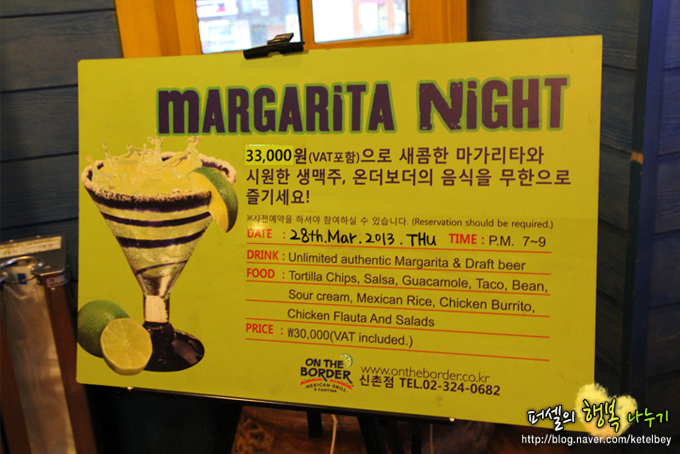 MARGARiTA NiGHT
33,000원(VAT포함)으로 새콤한 마가리타와
시원한 생맥주, 온더보더의 음식을 무한으로
즐기세요!
※사전예약을 하셔야 참여하실 수 있습니다. (Reservation should be required.)
DATE : 28th. Mar. 2013. THU TIME : P.M. 7~9
DRINK : Unlimited authentic Margarita & Draft beer
FOOD : Tortilla Chips, Salsa, Guacamole, Taco, Bean,
Sour cream, Mexican Rice, Chicken Burrito,
Chicken Flauta And Salads
PRICE : ₩30,000(VAT included.)
ON THE BORDER
MEXICAN GRILL & CANTINA
www.ontheborder.co.kr
신촌점 TEL.02-324-0682
퍼셀의 행복 나누기
http://blog.naver.com/ketelbey